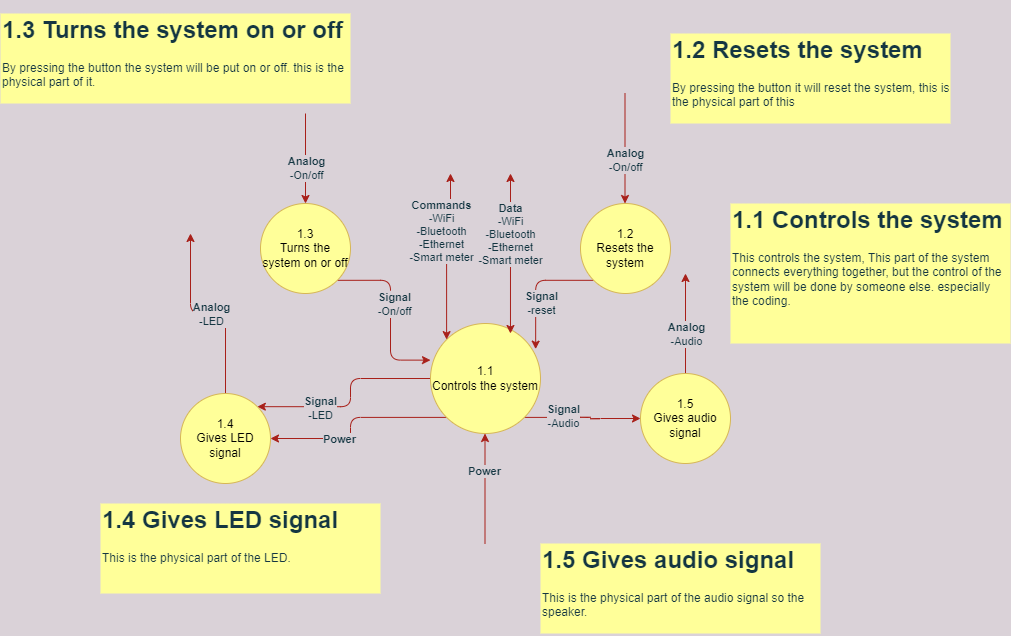 1.3 Turns the system on or off
By pressing the button the system will be put on or off. this is the
physical part of it.
1.2 Resets the system
By pressing the button it will reset the system, this is
the physical part of this
Analog
-On/off
Analog
-On/off
Commands
-WiFi
-Bluetooth
-Ethernet
-Smart meter
Data
-WiFi
-Bluetooth
-Ethernet
-Smart meter
1.3
Turns the
system on or off
1.2
Resets the
system
1.1 Controls the system
This controls the system, This part of the system
connects everything together, but the control of the
system will be done by someone else. especially
the coding.
Signal
-On/off
Signal
-reset
Analog
-LED
Analog
-Audio
1.1
Controls the system
Signal
-LED
Signal
-Audio
1.4
Gives LED
signal
1.5
Gives audio
signal
Power
Power
1.4 Gives LED signal
This is the physical part of the LED.
1.5 Gives audio signal
This is the physical part of the audio signal so the
speaker.